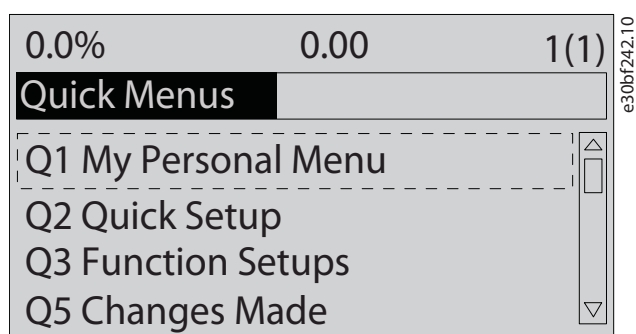 0.0% 0.00 1(1)
Quick Menus
Q1 My Personal Menu
Q2 Quick Setup
Q3 Function Setups
Q5 Changes Made
e30bf242.10